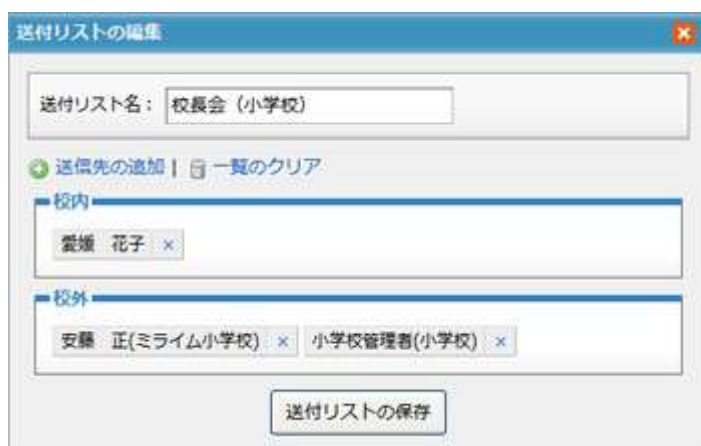 送付リストの編集
送付リスト名： 校長会（小学校）
送信先の追加 | 一覧のクリア
校内
愛媛　花子 ×
校外
安藤　正(ミライム小学校) × 小学校管理者(小学校) ×
送付リストの保存